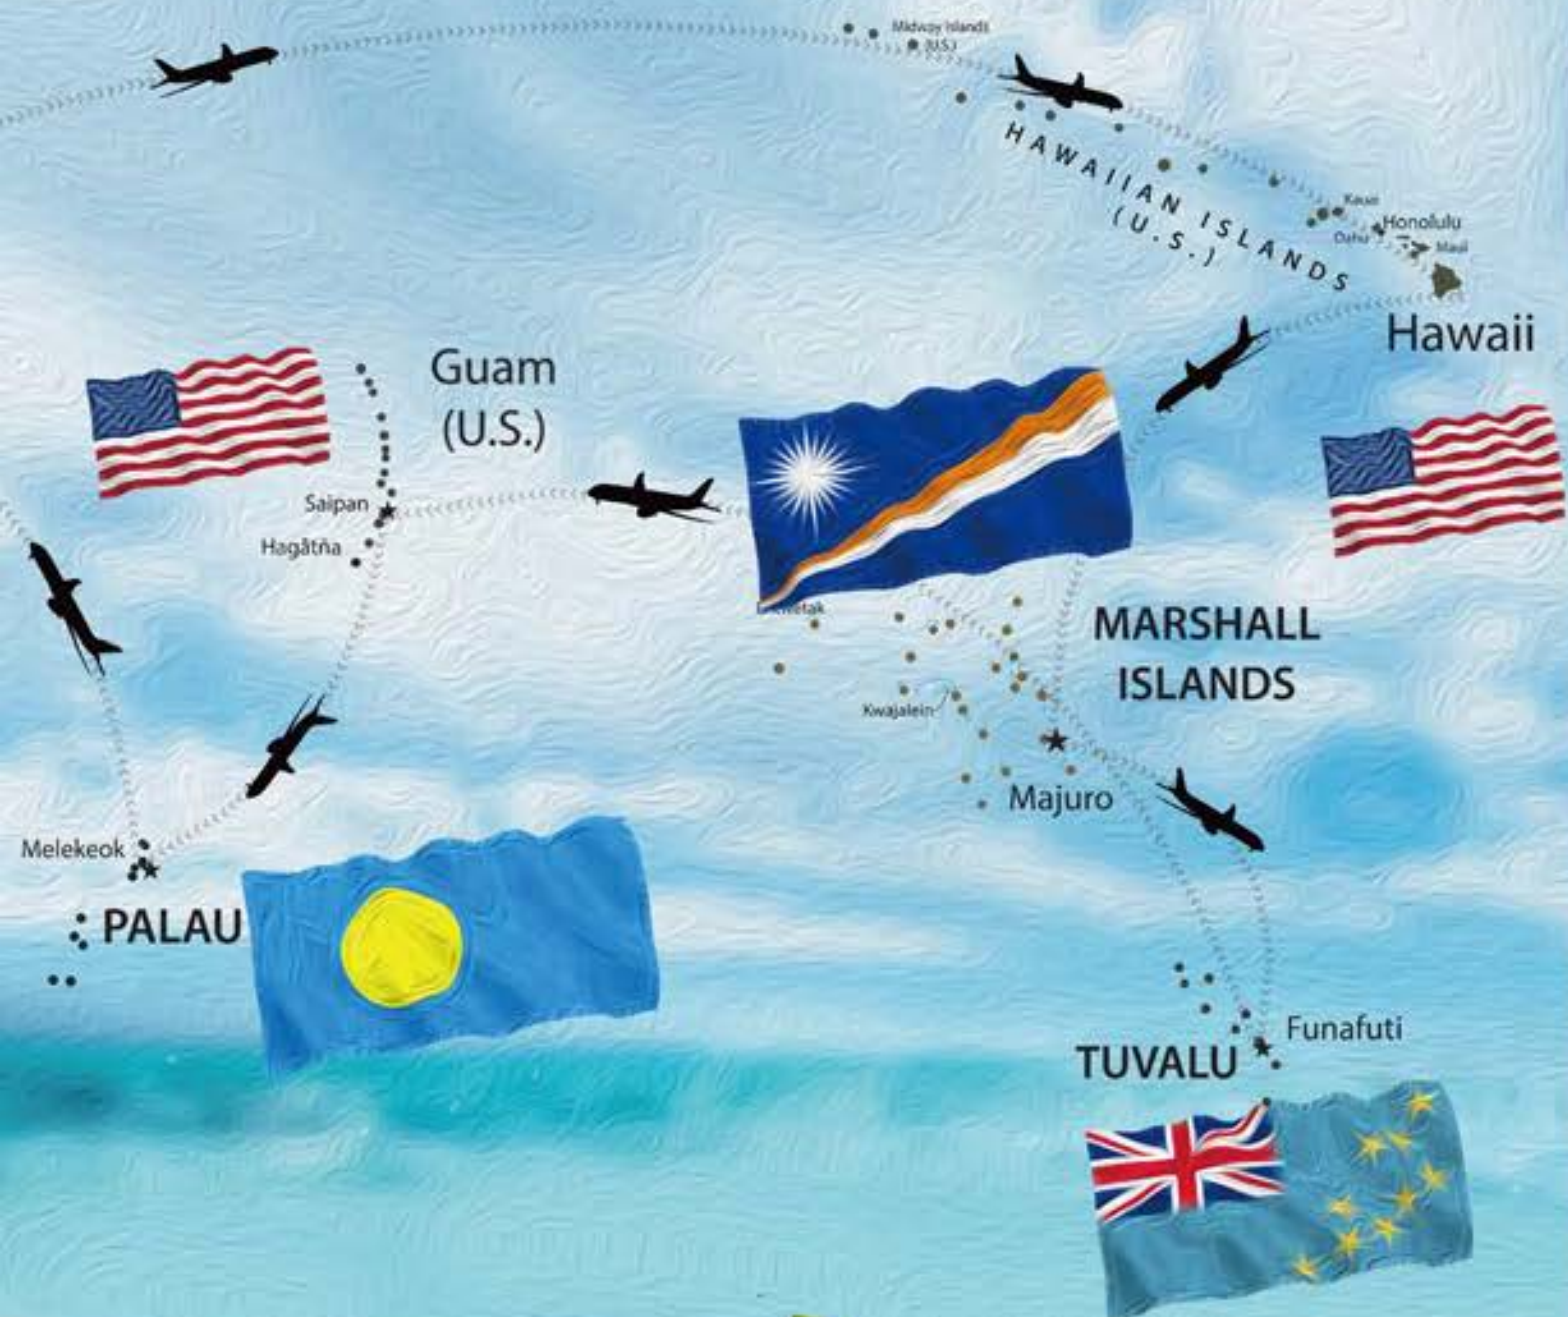 Midway Islands
(U.S.)
HAWAIIAN ISLANDS
(U.S.)
Kauai
Honolulu
Oahu
Maui
Hawaii
Guam
(U.S.)
Saipan
Hagåtña
MARSHALL
ISLANDS
Kwajalein
Majuro
Melekeok
PALAU
Funafuti
TUVALU